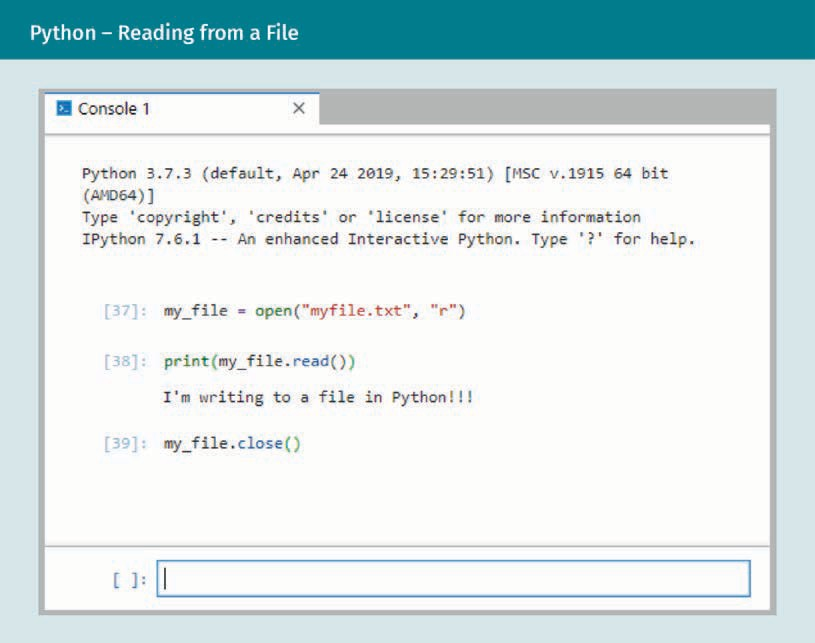 Python – Reading from a File
Console 1
Python 3.7.3 (default, Apr 24 2019, 15:29:51) [MSC v.1915 64 bit
(AMD64)]
Type 'copyright', 'credits' or 'license' for more information
IPython 7.6.1 -- An enhanced Interactive Python. Type '?' for help.
[37]: my_file = open("myfile.txt", "r")
[38]: print(my_file.read())
I'm writing to a file in Python!!!
[39]: my_file.close()
[ ]: